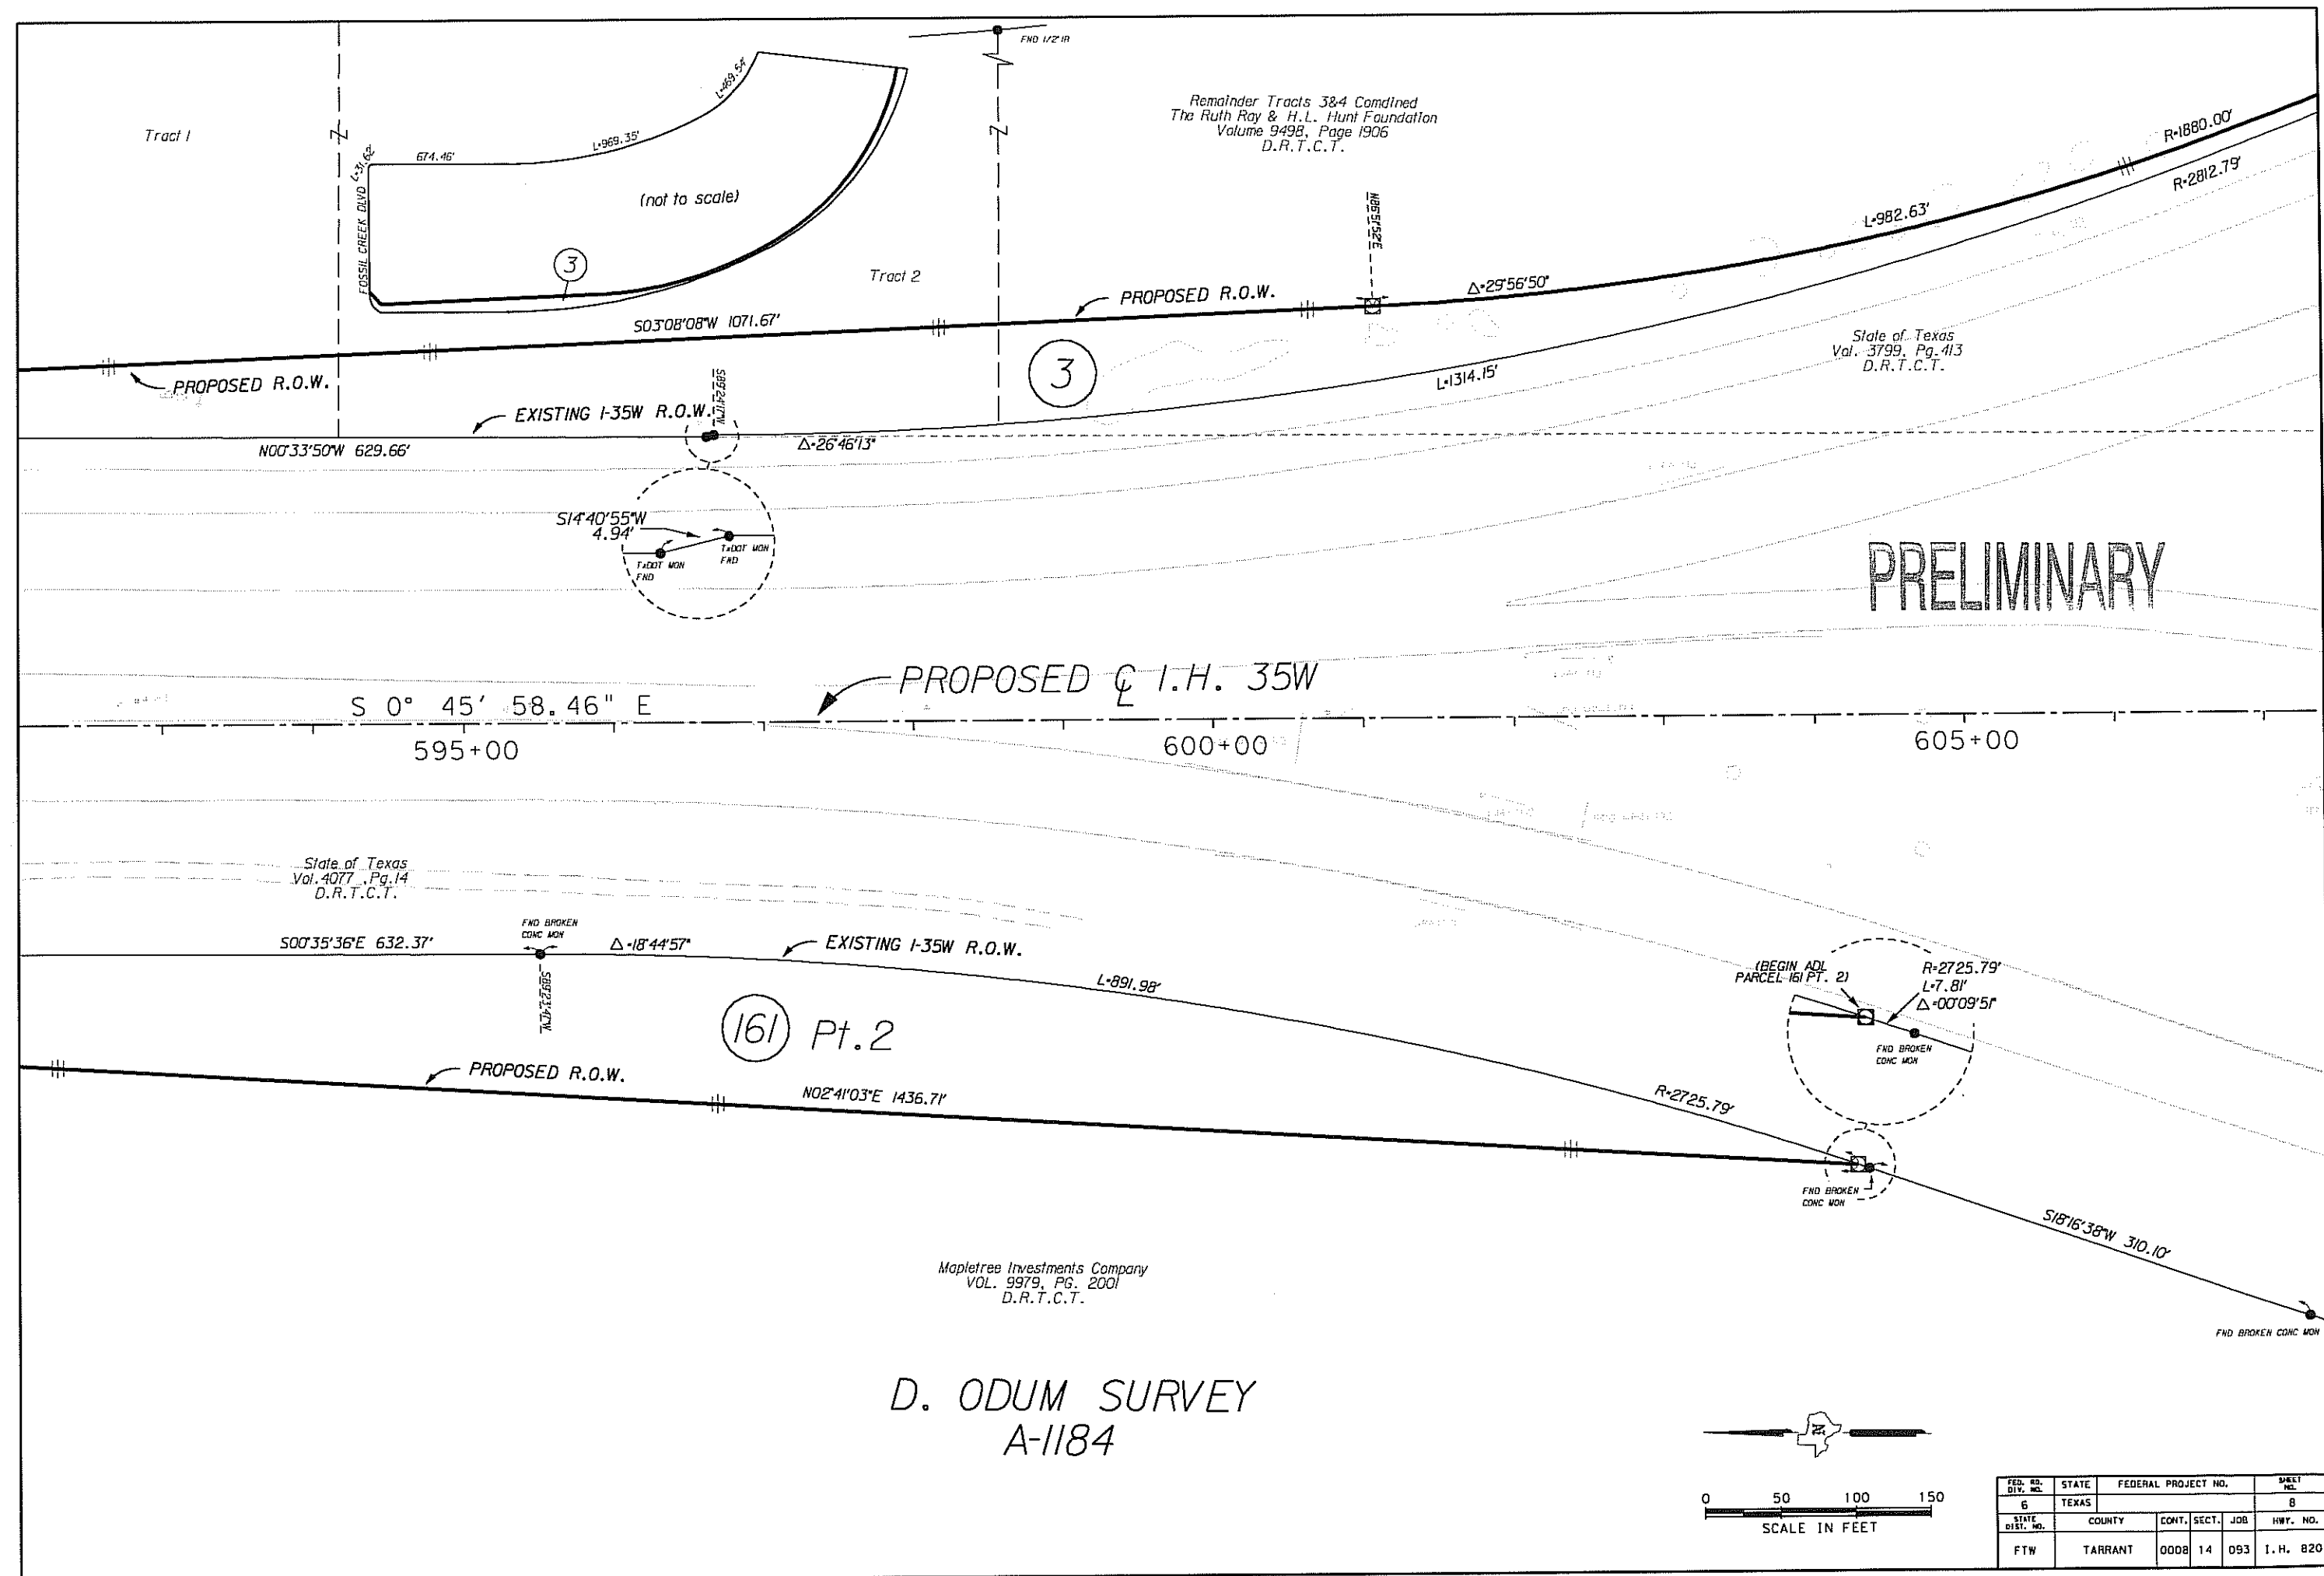 FND 1/2"IR
Tract 1
L=469.54'
L=969.35'
674.46'
L=31.62'
FOSSIL CREEK DLVD
(not to scale)
3
Remainder Tracts 3&4 Comdined
The Ruth Ray & H.L. Hunt Foundation
Volume 9498, Page 1906
D.R.T.C.T.
R=1880.00'
R=2812.79'
L=982.63'
N86°51'52"E
Tract 2
PROPOSED R.O.W.
Δ=29°56'50"
S03°08'08"W 1071.67'
3
State of Texas
Vol. 3799, Pg.413
D.R.T.C.T.
PROPOSED R.O.W.
L=1314.15'
EXISTING I-35W R.O.W.
S89°24'17"W
N00°33'50"W 629.66'
Δ=26°46'13"
S14°40'55"W
4.94'
TxDOT MON
FND
TxDOT MON
FND
PRELIMINARY
PROPOSED ℄ I.H. 35W
S 0° 45' 58.46" E
595+00
600+00
605+00
State of Texas
Vol.4077 ,Pg.14
D.R.T.C.T.
FND BROKEN
CONC MON
S00°35'36"E 632.37'
Δ=18°44'57"
EXISTING I-35W R.O.W.
S89°23'47"W
L=891.98'
(BEGIN ADL
PARCEL 161 PT. 2)
R=2725.79'
L=7.81'
Δ=00°09'51"
FND BROKEN
CONC MON
161 Pt.2
PROPOSED R.O.W.
N02°41'03"E 1436.71'
R=2725.79'
FND BROKEN
CONC MON
S18°16'38"W 310.10'
FND BROKEN CONC MON
Mapletree Investments Company
VOL. 9979, PG. 2001
D.R.T.C.T.
D. ODUM SURVEY
A-1184
N
0 50 100 150
SCALE IN FEET
FED. RD. DIV. NO. STATE FEDERAL PROJECT NO. SHEET NO.
6 TEXAS 8
STATE DIST. NO. COUNTY CONT. SECT. JOB HWY. NO.
FTW TARRANT 0008 14 093 I.H. 820